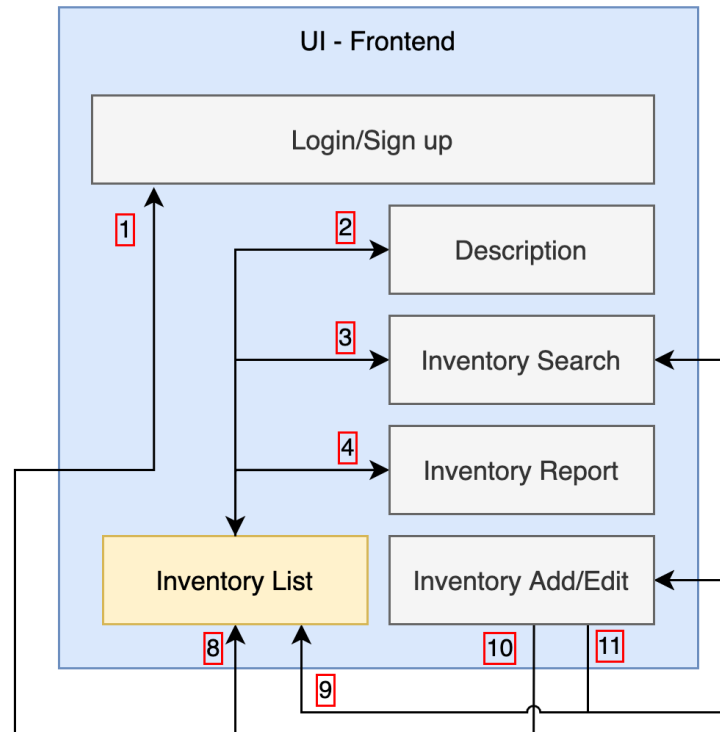 UI - Frontend
Login/Sign up
1
2
Description
3
Inventory Search
4
Inventory Report
Inventory List
Inventory Add/Edit
8
10
11
9